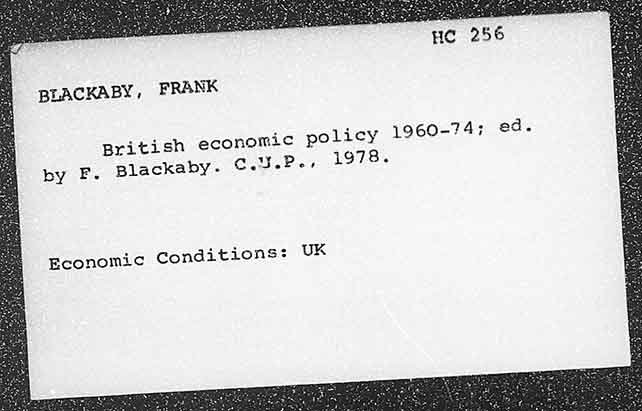 HC 256
BLACKABY, FRANK
British economic policy 1960-74; ed.
by F. Blackaby. C.U.P., 1978.
Economic Conditions: UK